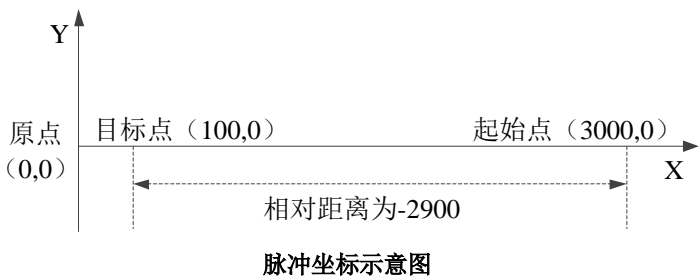 Y
原点
(0,0)
目标点（100,0）
起始点（3000,0）
X
相对距离为-2900
脉冲坐标示意图